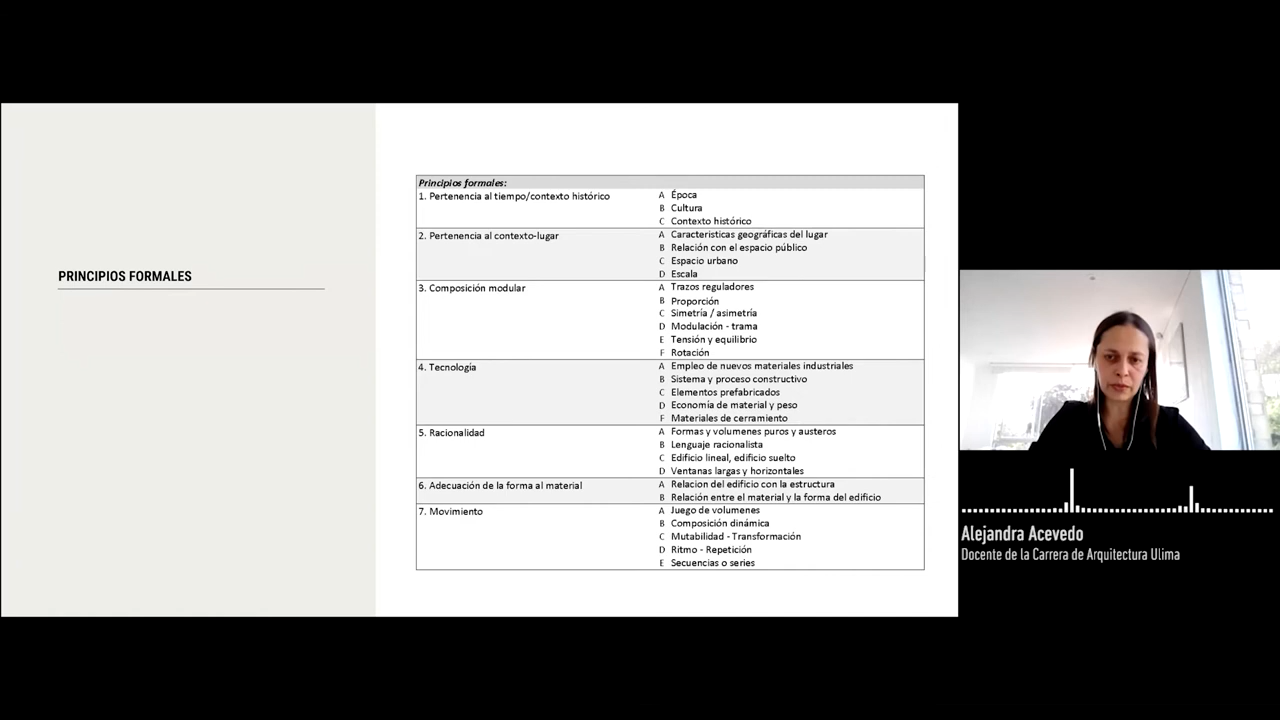 PRINCIPIOS FORMALES
Principios formales:
1. Pertenencia al tiempo/contexto histórico
A Época
B Cultura
C Contexto histórico
2. Pertenencia al contexto-lugar
A Caracteristicas geográficas del lugar
B Relación con el espacio público
C Espacio urbano
D Escala
3. Composición modular
A Trazos reguladores
B Proporción
C Simetría / asimetría
D Modulación - trama
E Tensión y equilibrio
F Rotación
4. Tecnología
A Empleo de nuevos materiales industriales
B Sistema y proceso constructivo
C Elementos prefabricados
D Economía de material y peso
F Materiales de cerramiento
5. Racionalidad
A Formas y volumenes puros y austeros
B Lenguaje racionalista
C Edificio lineal, edificio suelto
D Ventanas largas y horizontales
6. Adecuación de la forma al material
A Relacion del edificio con la estructura
B Relación entre el material y la forma del edificio
7. Movimiento
A Juego de volumenes
B Composición dinámica
C Mutabilidad - Transformación
D Ritmo - Repetición
E Secuencias o series
Alejandra Acevedo
Docente de la Carrera de Arquitectura Ulima